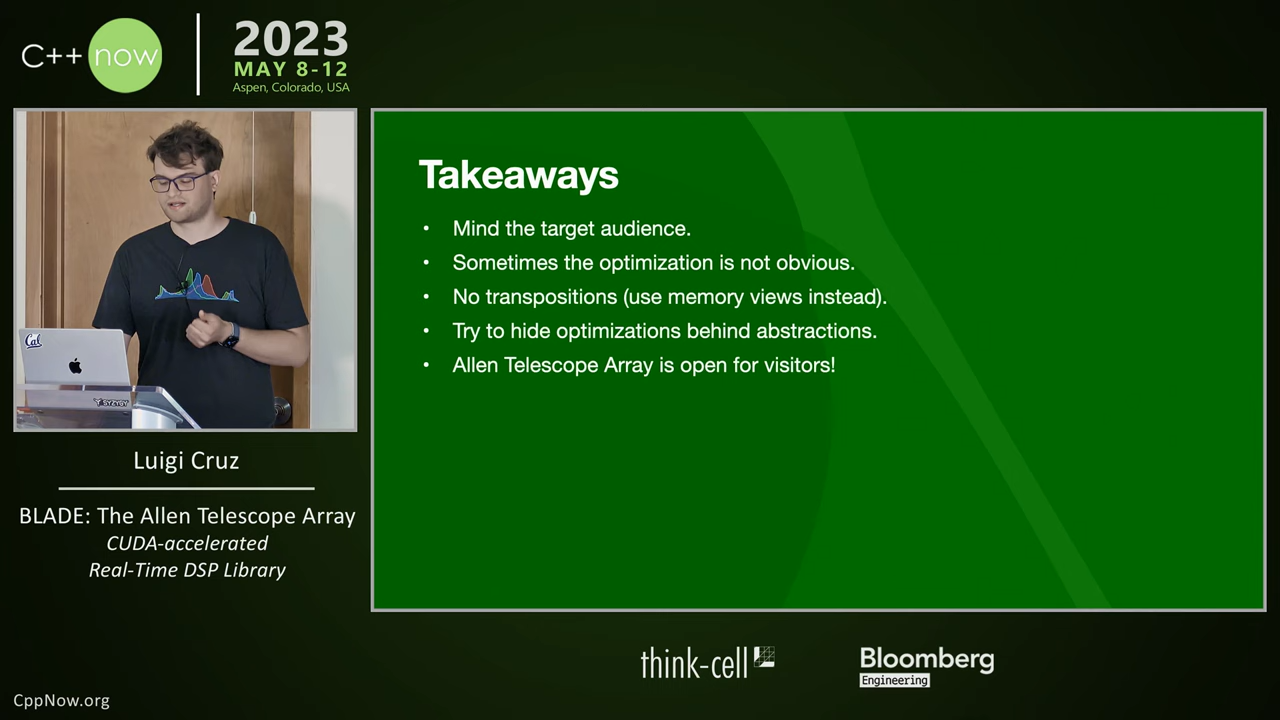 C++ now
2023
MAY 8-12
Aspen, Colorado, USA
Cal
SYZYGY
Luigi Cruz
BLADE: The Allen Telescope Array
CUDA-accelerated
Real-Time DSP Library
Takeaways
• Mind the target audience.
• Sometimes the optimization is not obvious.
• No transpositions (use memory views instead).
• Try to hide optimizations behind abstractions.
• Allen Telescope Array is open for visitors!
think-cell
Bloomberg
Engineering
CppNow.org